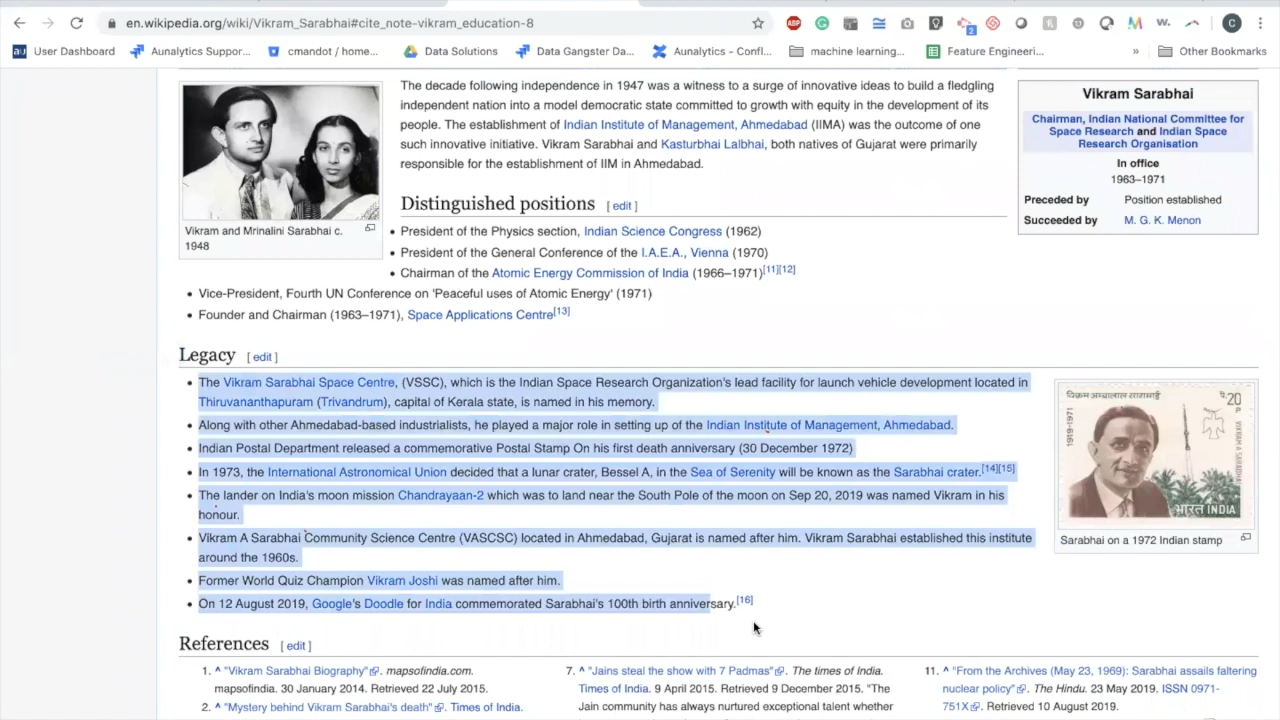 en.wikipedia.org/wiki/Vikram_Sarabhai#cite_note-vikram_education-8
ABP
2
w.
C
au User Dashboard
Aunalytics Suppor...
cmandot / home...
Data Solutions
Data Gangster Da...
Aunalytics - Confl...
machine learning...
Feature Engineeri...
»
Other Bookmarks
Vikram and Mrinalini Sarabhai c.
1948
The decade following independence in 1947 was a witness to a surge of innovative ideas to build a fledgling
independent nation into a model democratic state committed to growth with equity in the development of its
people. The establishment of Indian Institute of Management, Ahmedabad (IIMA) was the outcome of one
such innovative initiative. Vikram Sarabhai and Kasturbhai Lalbhai, both natives of Gujarat were primarily
responsible for the establishment of IIM in Ahmedabad.
Vikram Sarabhai
Chairman, Indian National Committee for
Space Research and Indian Space
Research Organisation
In office
1963–1971
Preceded by Position established
Succeeded by M. G. K. Menon
Distinguished positions [ edit ]
• President of the Physics section, Indian Science Congress (1962)
• President of the General Conference of the I.A.E.A., Vienna (1970)
• Chairman of the Atomic Energy Commission of India (1966–1971)[11][12]
• Vice-President, Fourth UN Conference on 'Peaceful uses of Atomic Energy' (1971)
• Founder and Chairman (1963–1971), Space Applications Centre[13]
Legacy [ edit ]
• The Vikram Sarabhai Space Centre, (VSSC), which is the Indian Space Research Organization's lead facility for launch vehicle development located in
Thiruvananthapuram (Trivandrum), capital of Kerala state, is named in his memory.
• Along with other Ahmedabad-based industrialists, he played a major role in setting up of the Indian Institute of Management, Ahmedabad.
• Indian Postal Department released a commemorative Postal Stamp On his first death anniversary (30 December 1972)
• In 1973, the International Astronomical Union decided that a lunar crater, Bessel A, in the Sea of Serenity will be known as the Sarabhai crater.[14][15]
• The lander on India's moon mission Chandrayaan-2 which was to land near the South Pole of the moon on Sep 20, 2019 was named Vikram in his
honour.
• Vikram A Sarabhai Community Science Centre (VASCSC) located in Ahmedabad, Gujarat is named after him. Vikram Sarabhai established this institute
around the 1960s.
• Former World Quiz Champion Vikram Joshi was named after him.
• On 12 August 2019, Google's Doodle for India commemorated Sarabhai's 100th birth anniversary.[16]
विक्रम अम्बालाल साराभाई
पै.20
1919-1971
VIKRAM A SARABHAI
भारत INDIA
Sarabhai on a 1972 Indian stamp
References [ edit ]
1. ^ "Vikram Sarabhai Biography". mapsofindia.com.
mapsofindia. 30 January 2014. Retrieved 22 July 2015.
2. ^ "Mystery behind Vikram Sarabhai's death". Times of India.
7. ^ "Jains steal the show with 7 Padmas". The times of India.
Times of India. 9 April 2015. Retrieved 9 December 2015. "The
Jain community has always nurtured exceptional talent whether
11. ^ "From the Archives (May 23, 1969): Sarabhai assails faltering
nuclear policy". The Hindu. 23 May 2019. ISSN 0971-
751X. Retrieved 10 August 2019.